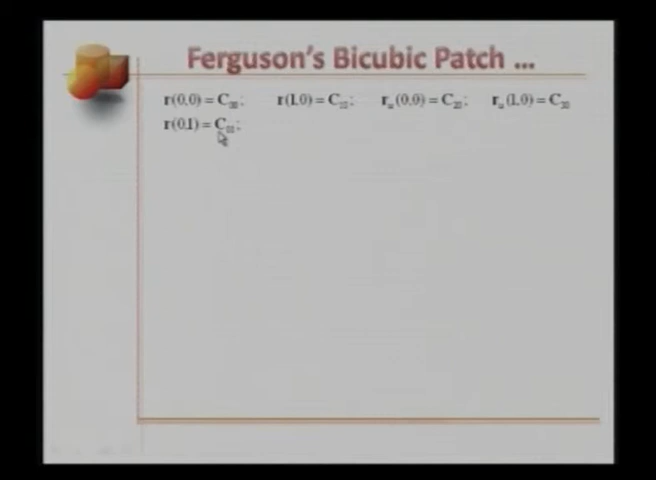 Ferguson's Bicubic Patch ...
r(0,0) = C₀₀; r(1,0) = C₁₀; rᵤ(0,0) = C₂₀; rᵤ(1,0) = C₃₀
r(0,1) = C₀₁;